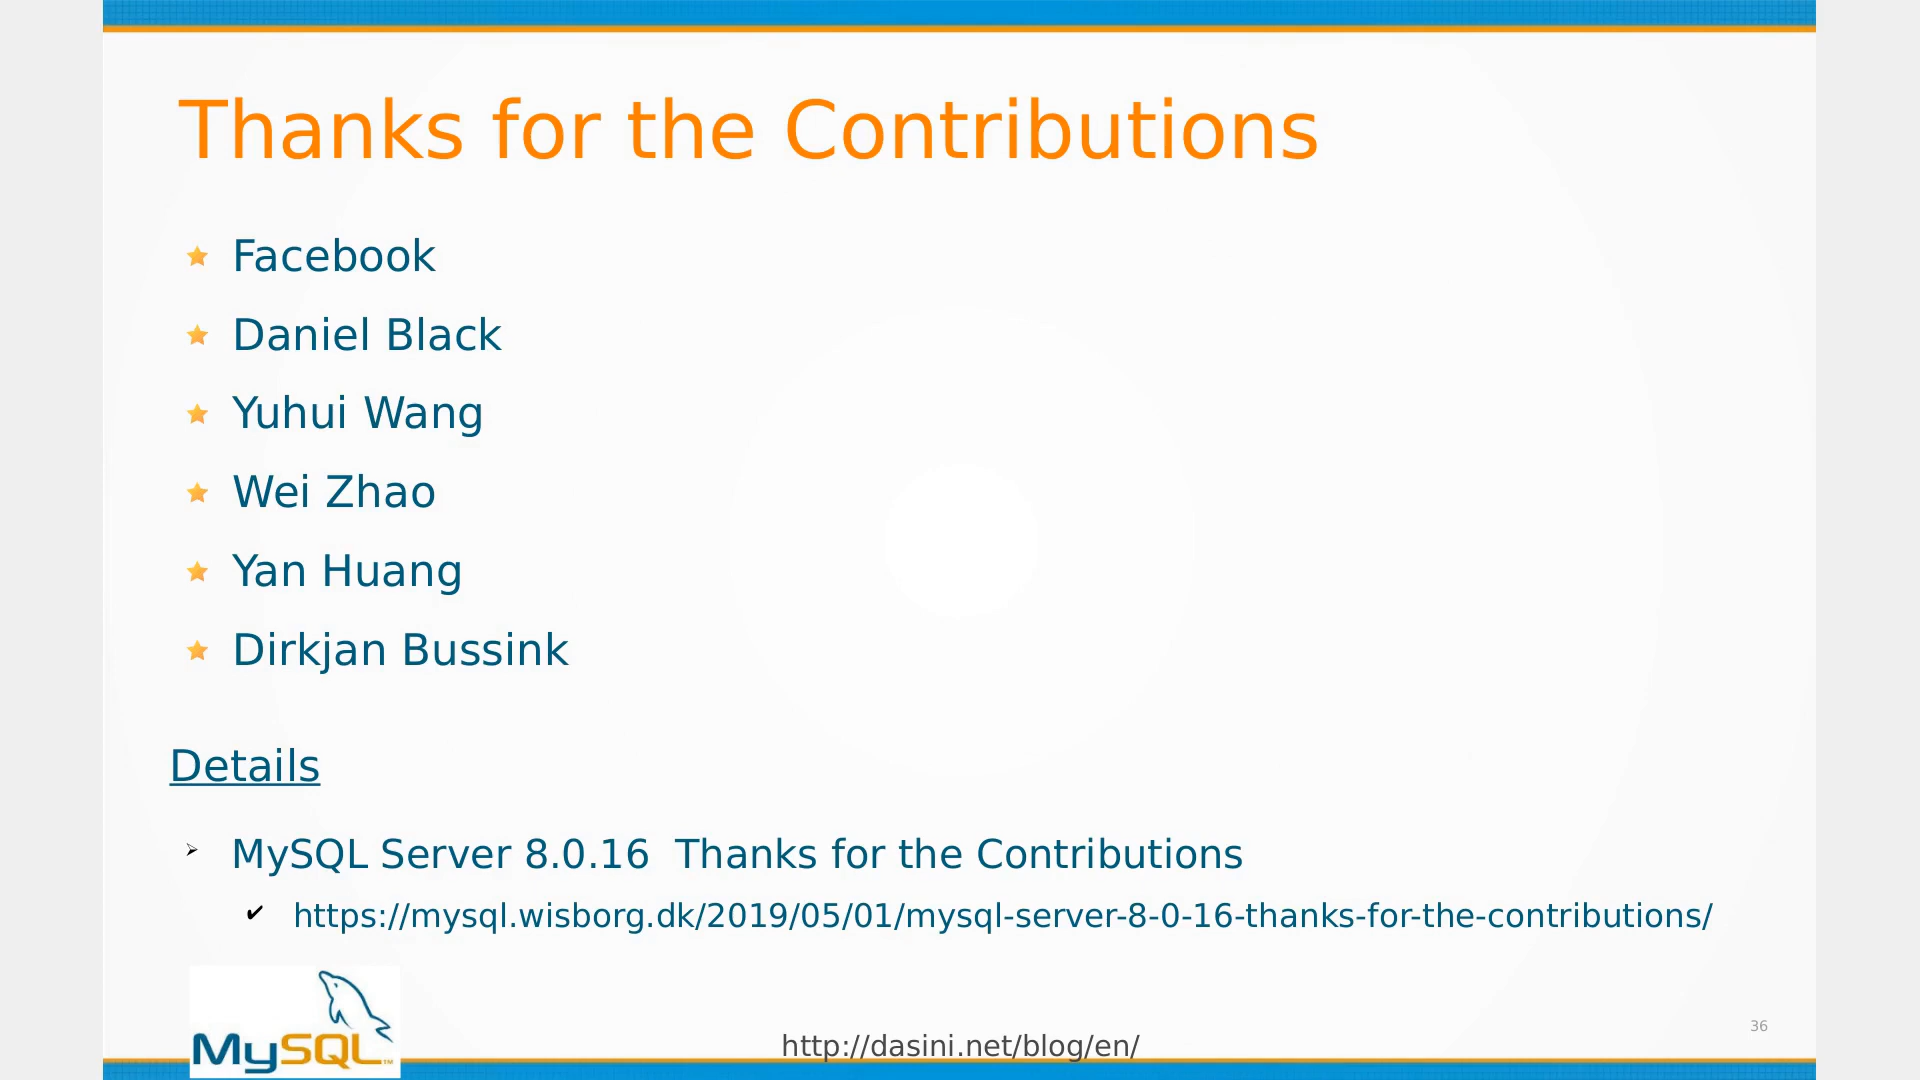 Thanks for the Contributions
Facebook
Daniel Black
Yuhui Wang
Wei Zhao
Yan Huang
Dirkjan Bussink
Details
MySQL Server 8.0.16  Thanks for the Contributions
https://mysql.wisborg.dk/2019/05/01/mysql-server-8-0-16-thanks-for-the-contributions/
MySQL™
http://dasini.net/blog/en/
36